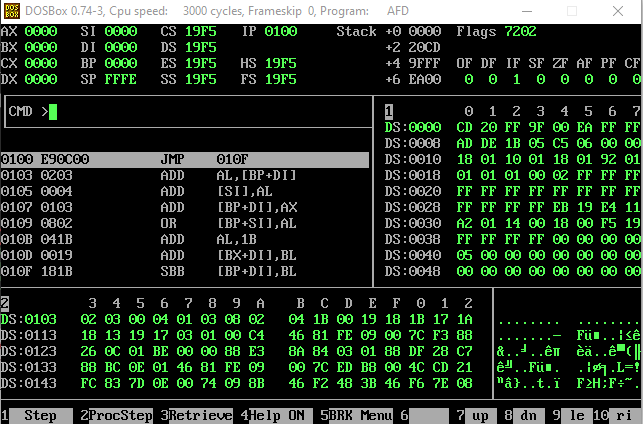 DOSBox 0.74-3, Cpu speed: 3000 cycles, Frameskip 0, Program: AFD
AX 0000 SI 0000 CS 19F5 IP 0100 Stack +0 0000 Flags 7202
BX 0000 DI 0000 DS 19F5 +2 20CD
CX 0000 BP 0000 ES 19F5 HS 19F5 +4 9FFF OF DF IF SF ZF AF PF CF
DX 0000 SP FFFE SS 19F5 FS 19F5 +6 EA00 0 0 1 0 0 0 0 0
CMD >
1 0 1 2 3 4 5 6 7
DS:0000 CD 20 FF 9F 00 EA FF FF
DS:0008 AD DE 1B 05 C5 06 00 00
DS:0010 18 01 10 01 18 01 92 01
DS:0018 01 01 01 00 02 FF FF FF
DS:0020 FF FF FF FF FF FF FF FF
DS:0028 FF FF FF FF EB 19 E4 11
DS:0030 A2 01 14 00 18 00 F5 19
DS:0038 FF FF FF FF 00 00 00 00
DS:0040 05 00 00 00 00 00 00 00
DS:0048 00 00 00 00 00 00 00 00
0100 E90C00 JMP 010F
0103 0203 ADD AL,[BP+DI]
0105 0004 ADD [SI],AL
0107 0103 ADD [BP+DI],AX
0109 0802 OR [BP+SI],AL
010B 041B ADD AL,1B
010D 0019 ADD [BX+DI],BL
010F 181B SBB [BP+DI],BL
2 3 4 5 6 7 8 9 A B C D E F 0 1 2
DS:0103 02 03 00 04 01 03 08 02 04 1B 00 19 18 1B 17 1A
DS:0113 18 13 19 17 03 01 00 C4 46 81 FE 09 00 7C F3 88
DS:0123 26 0C 01 BE 00 00 88 E3 8A 84 03 01 88 DF 28 C7
DS:0133 88 BC 0E 01 46 81 FE 09 00 7C ED B8 00 4C CD 21
DS:0143 FC 83 7D 0E 00 74 09 8B 46 F2 48 3B 46 F6 7E 08
1 Step 2 ProcStep 3 Retrieve 4 Help ON 5 BRK Menu 6 7 up 8 dn 9 le 10 ri